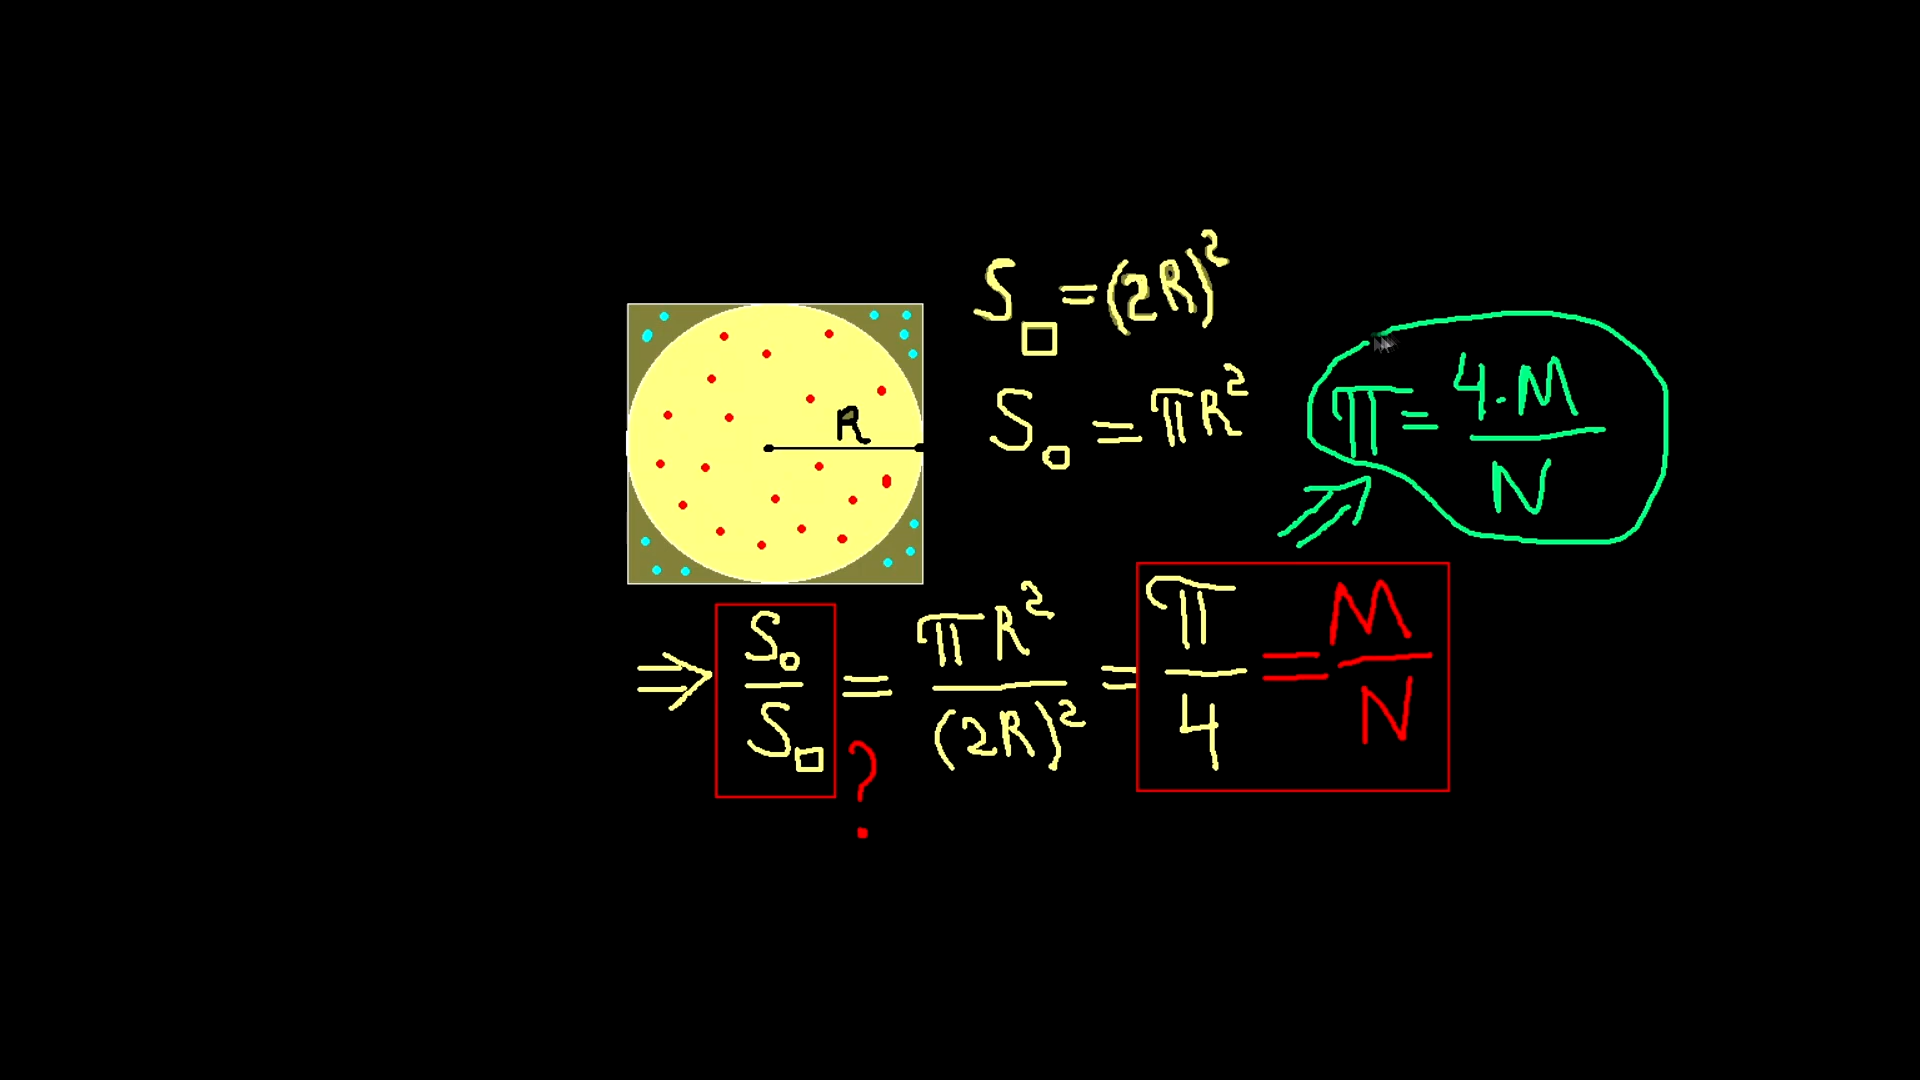 S□ = (2R)²
R
S○ = πR²
π = 4·M / N
⇒ S○ / S□ = πR² / (2R)² = π / 4 = M / N
?